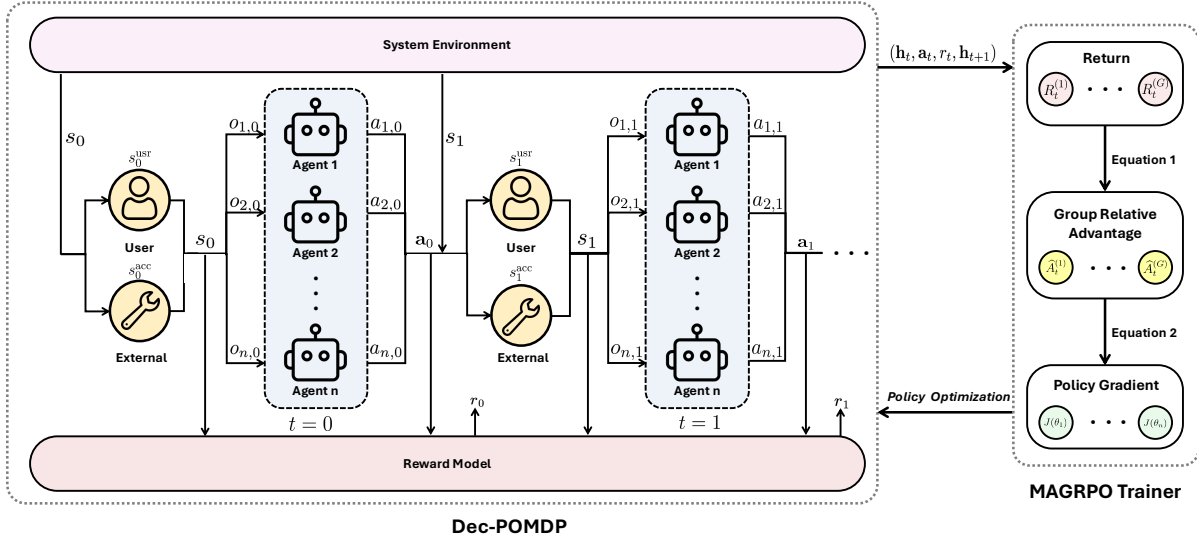 System Environment
s_0
s_0^usr
User
s_0^acc
External
s_0
o_{1,0}
o_{2,0}
o_{n,0}
Agent 1
Agent 2
Agent n
a_{1,0}
a_{2,0}
a_{n,0}
t = 0
a_0
s_1
s_1^usr
User
s_1^acc
External
s_1
o_{1,1}
o_{2,1}
o_{n,1}
Agent 1
Agent 2
Agent n
a_{1,1}
a_{2,1}
a_{n,1}
t = 1
a_1
r_0
r_1
Reward Model
Dec-POMDP
(h_t, a_t, r_t, h_{t+1})
Policy Optimization
Return
R_t^{(1)} · · · R_t^{(G)}
Equation 1
Group Relative
Advantage
Â_t^{(1)} · · · Â_t^{(G)}
Equation 2
Policy Gradient
J(θ_1) · · · J(θ_n)
MAGRPO Trainer